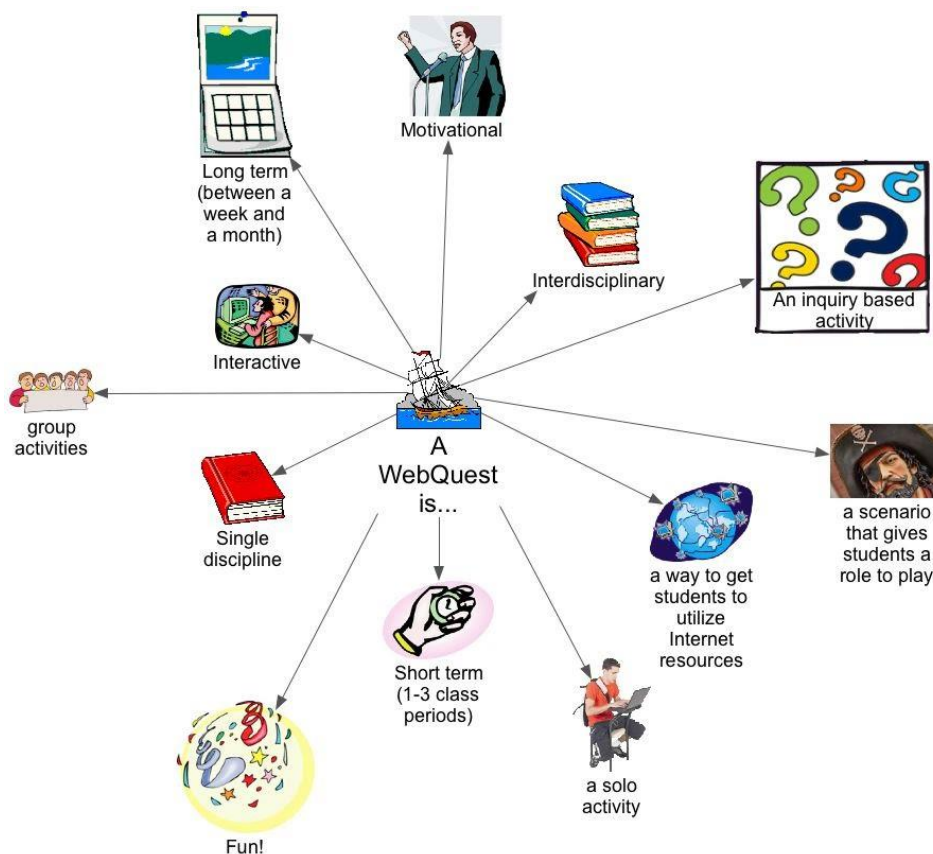 Motivational
Long term
(between a
week and
a month)
Interdisciplinary
An inquiry based
activity
Interactive
group
activities
A
WebQuest
is...
Single
discipline
a scenario
that gives
students a
role to play
a way to get
students to
utilize
Internet
resources
Short term
(1-3 class
periods)
a solo
activity
Fun!